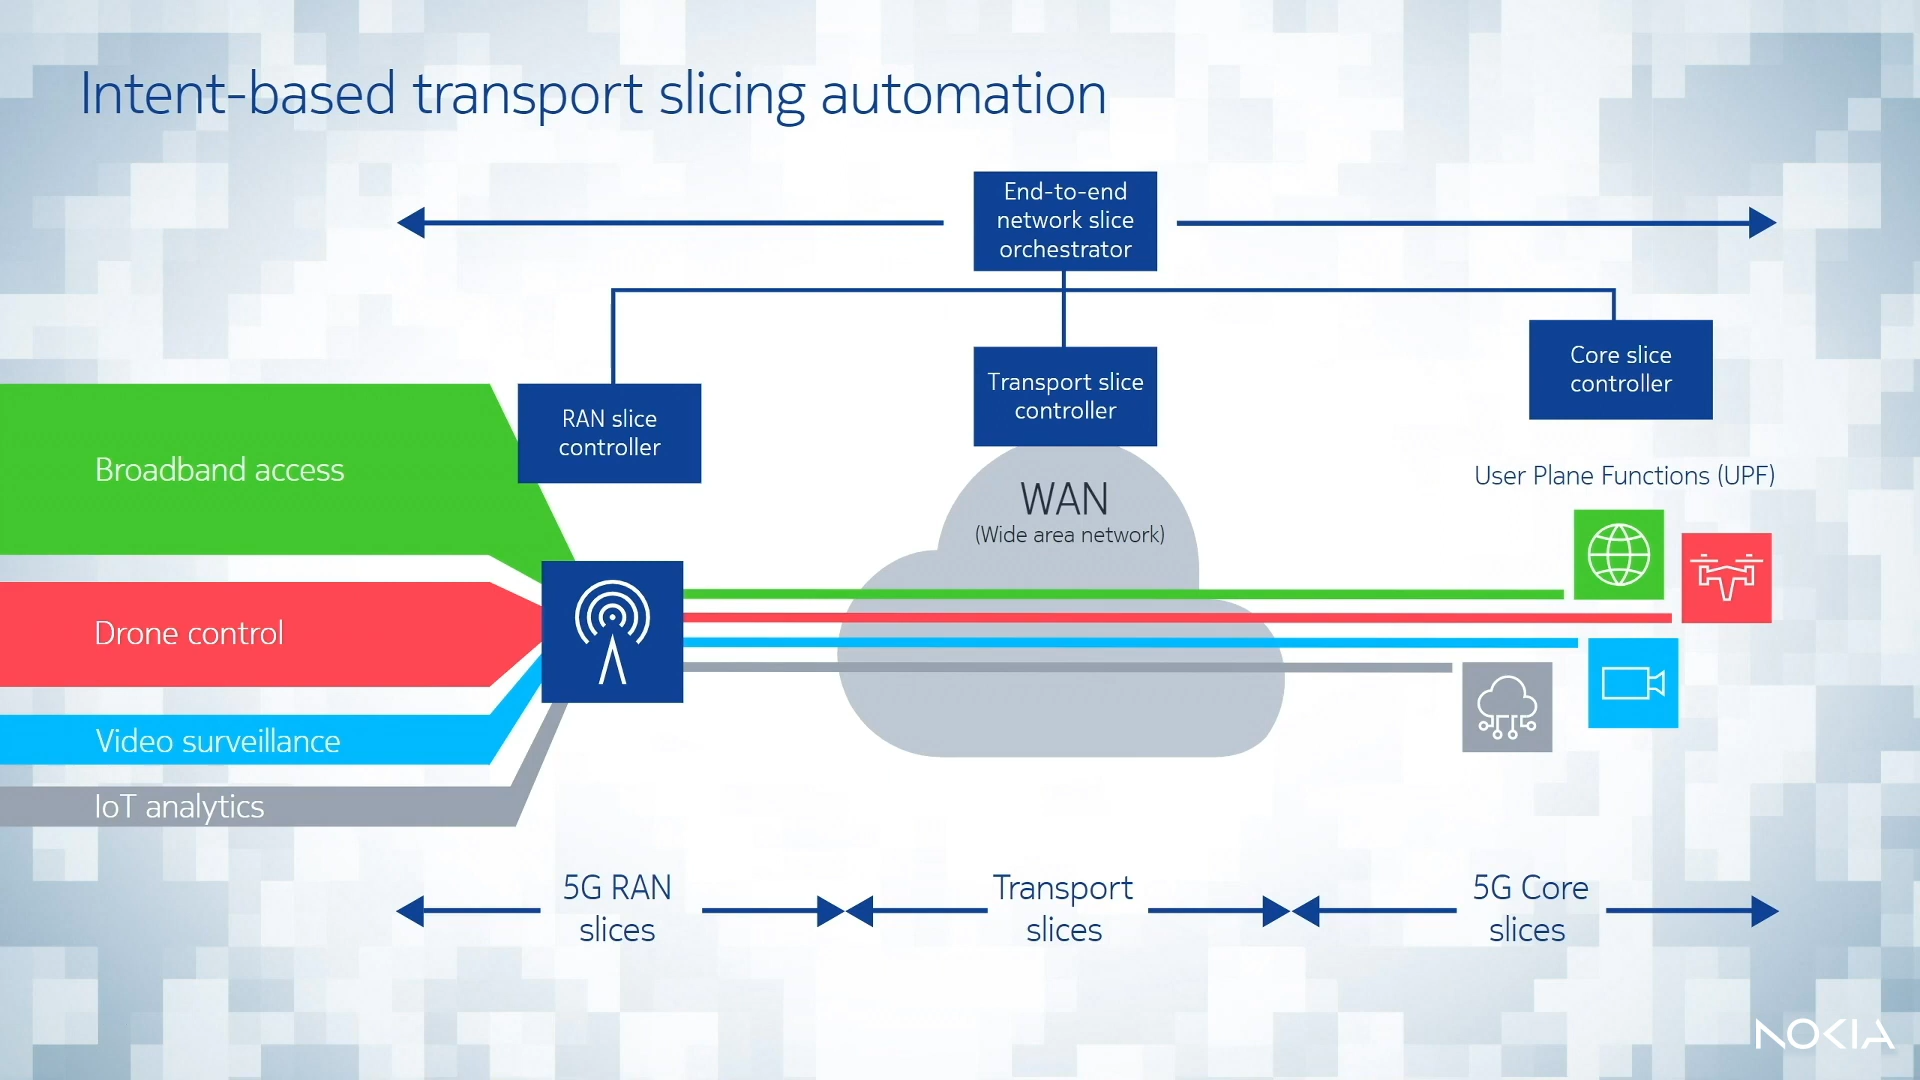 Intent-based transport slicing automation
End-to-end
network slice
orchestrator
RAN slice
controller
Transport slice
controller
Core slice
controller
Broadband access
Drone control
Video surveillance
IoT analytics
WAN
(Wide area network)
User Plane Functions (UPF)
5G RAN
slices
Transport
slices
5G Core
slices
NOKIA